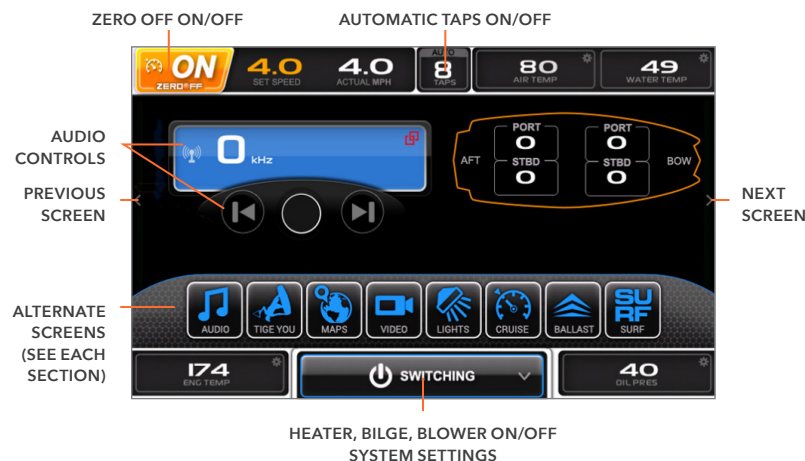 ZERO OFF ON/OFF
AUTOMATIC TAPS ON/OFF
ON
ZEROFF
4.0
SET SPEED
4.0
ACTUAL MPH
AUTO
8
TAPS
80
AIR TEMP
49
WATER TEMP
AUDIO
CONTROLS
0 kHz
PORT
0
STBD
0
PORT
0
STBD
0
AFT
BOW
PREVIOUS
SCREEN
NEXT
SCREEN
ALTERNATE
SCREENS
(SEE EACH
SECTION)
AUDIO
TIGE YOU
MAPS
VIDEO
LIGHTS
CRUISE
BALLAST
SU
RF
SURF
174
ENG TEMP
SWITCHING
40
OIL PRES
HEATER, BILGE, BLOWER ON/OFF
SYSTEM SETTINGS